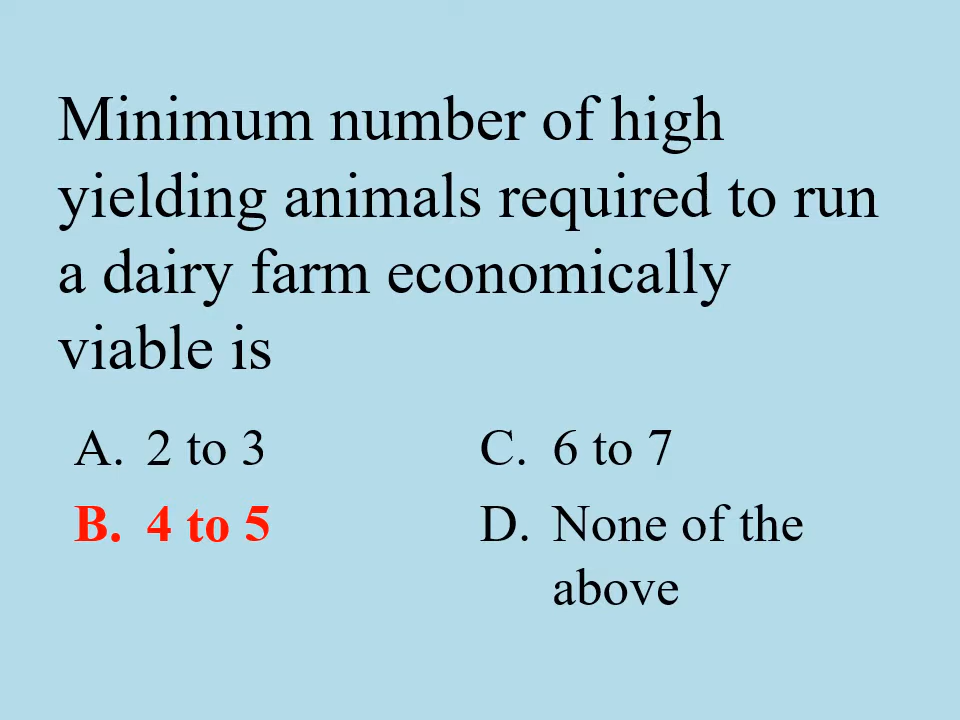 Minimum number of high
yielding animals required to run
a dairy farm economically
viable is
A. 2 to 3
B. 4 to 5
C. 6 to 7
D. None of the
above